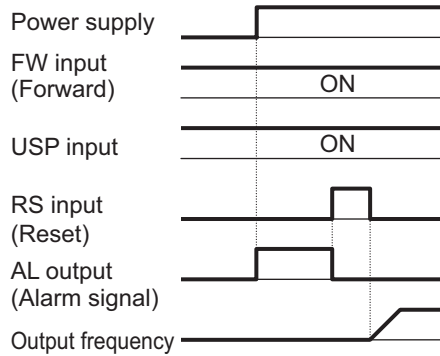 Power supply
FW input
(Forward)
ON
USP input
ON
RS input
(Reset)
AL output
(Alarm signal)
Output frequency